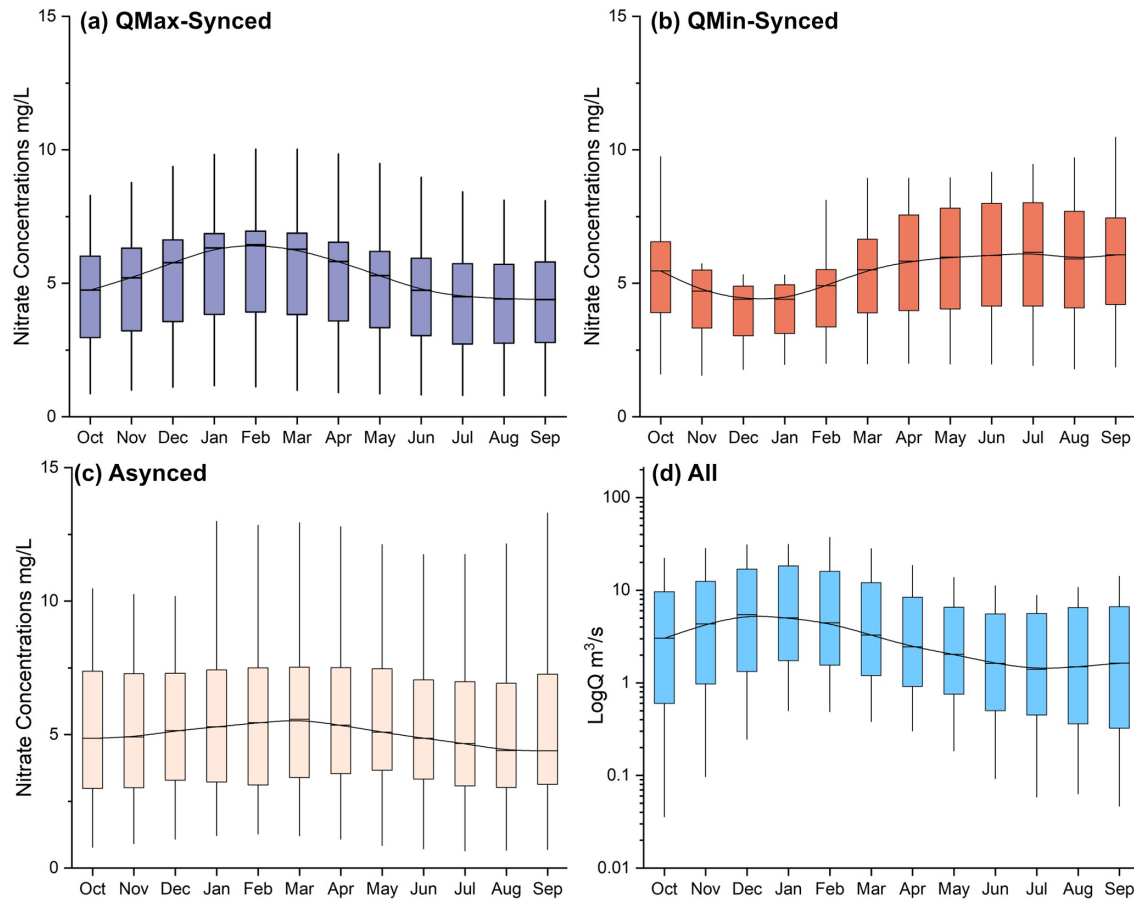 (a) QMax-Synced
Nitrate Concentrations mg/L
15
10
5
0
Oct Nov Dec Jan Feb Mar Apr May Jun Jul Aug Sep
(b) QMin-Synced
Nitrate Concentrations mg/L
15
10
5
0
Oct Nov Dec Jan Feb Mar Apr May Jun Jul Aug Sep
(c) Asynced
Nitrate Concentrations mg/L
15
10
5
0
Oct Nov Dec Jan Feb Mar Apr May Jun Jul Aug Sep
(d) All
LogQ m³/s
100
10
1
0.1
0.01
Oct Nov Dec Jan Feb Mar Apr May Jun Jul Aug Sep